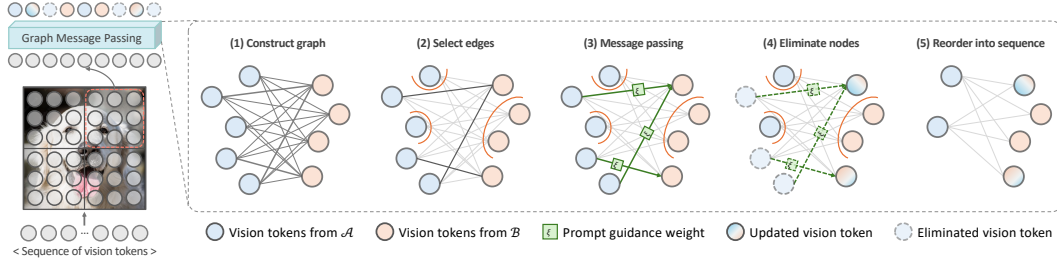 Graph Message Passing
(1) Construct graph
(2) Select edges
(3) Message passing
(4) Eliminate nodes
(5) Reorder into sequence
ξ
ξ
ξ
ξ
ξ
ξ
...
< Sequence of vision tokens >
Vision tokens from 𝒜
Vision tokens from ℬ
ξ Prompt guidance weight
Updated vision token
Eliminated vision token